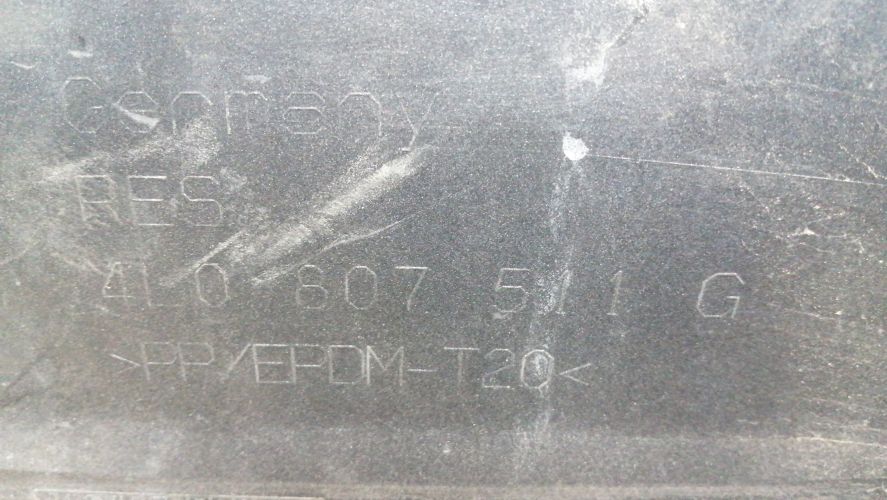 Germany
RES
4L0 807 511 G
>PP/EPDM-T20<